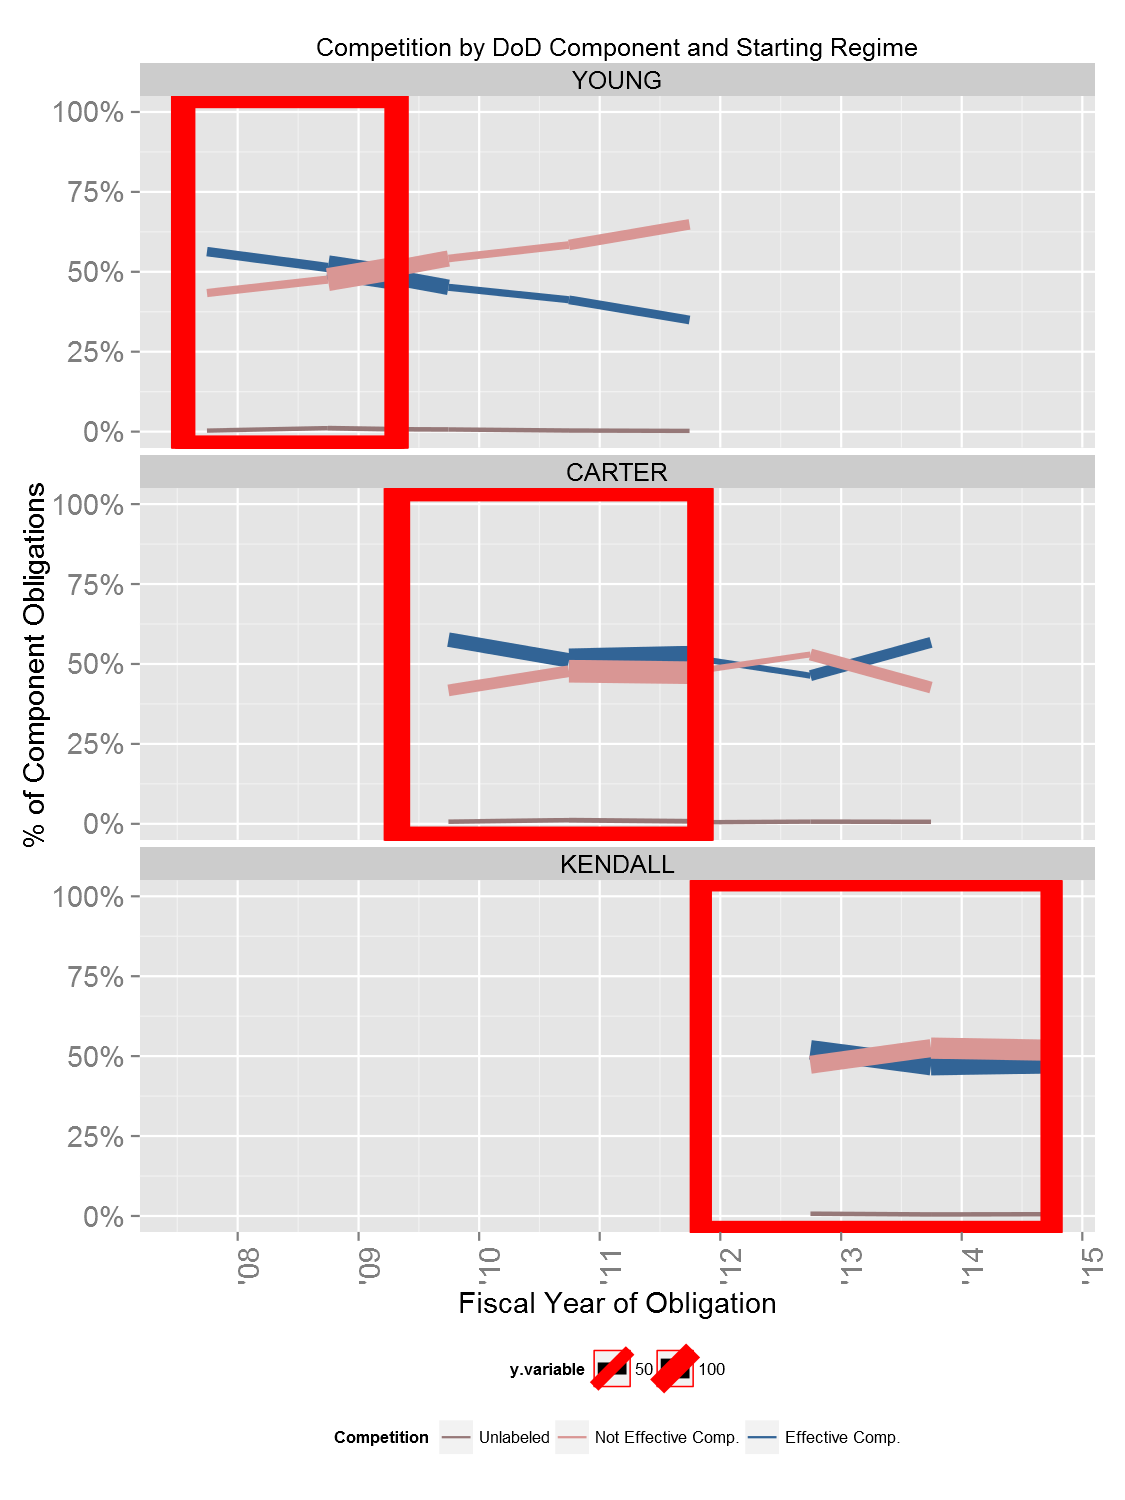 Competition by DoD Component and Starting Regime
YOUNG
100%
75%
50%
25%
0%
CARTER
100%
75%
50%
25%
0%
KENDALL
100%
75%
50%
25%
0%
% of Component Obligations
'08 '09 '10 '11 '12 '13 '14 '15
Fiscal Year of Obligation
y.variable 50 100
Competition Unlabeled Not Effective Comp. Effective Comp.